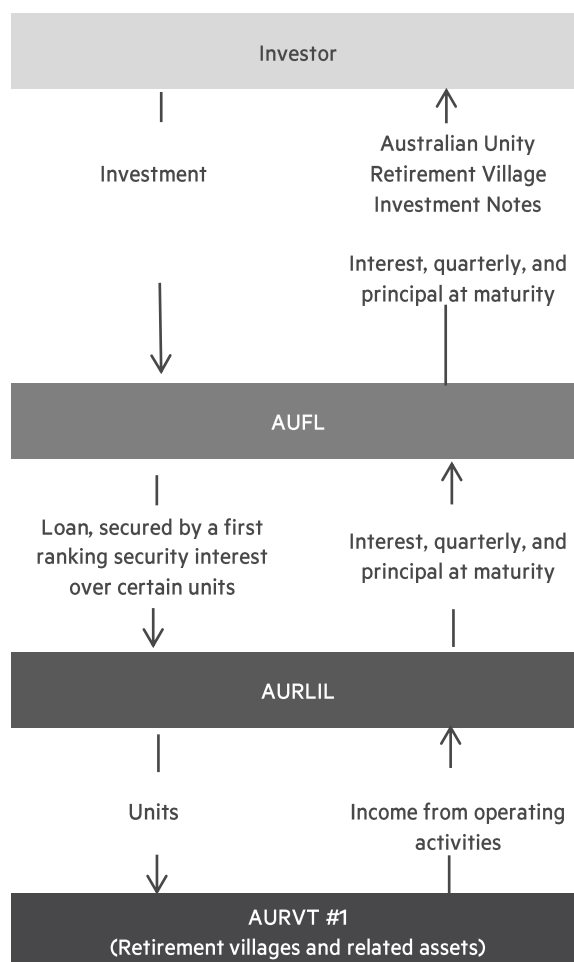 Investor
Investment
Australian Unity
Retirement Village
Investment Notes
Interest, quarterly, and
principal at maturity
AUFL
Loan, secured by a first
ranking security interest
over certain units
Interest, quarterly, and
principal at maturity
AURLIL
Units
Income from operating
activities
AURVT #1
(Retirement villages and related assets)